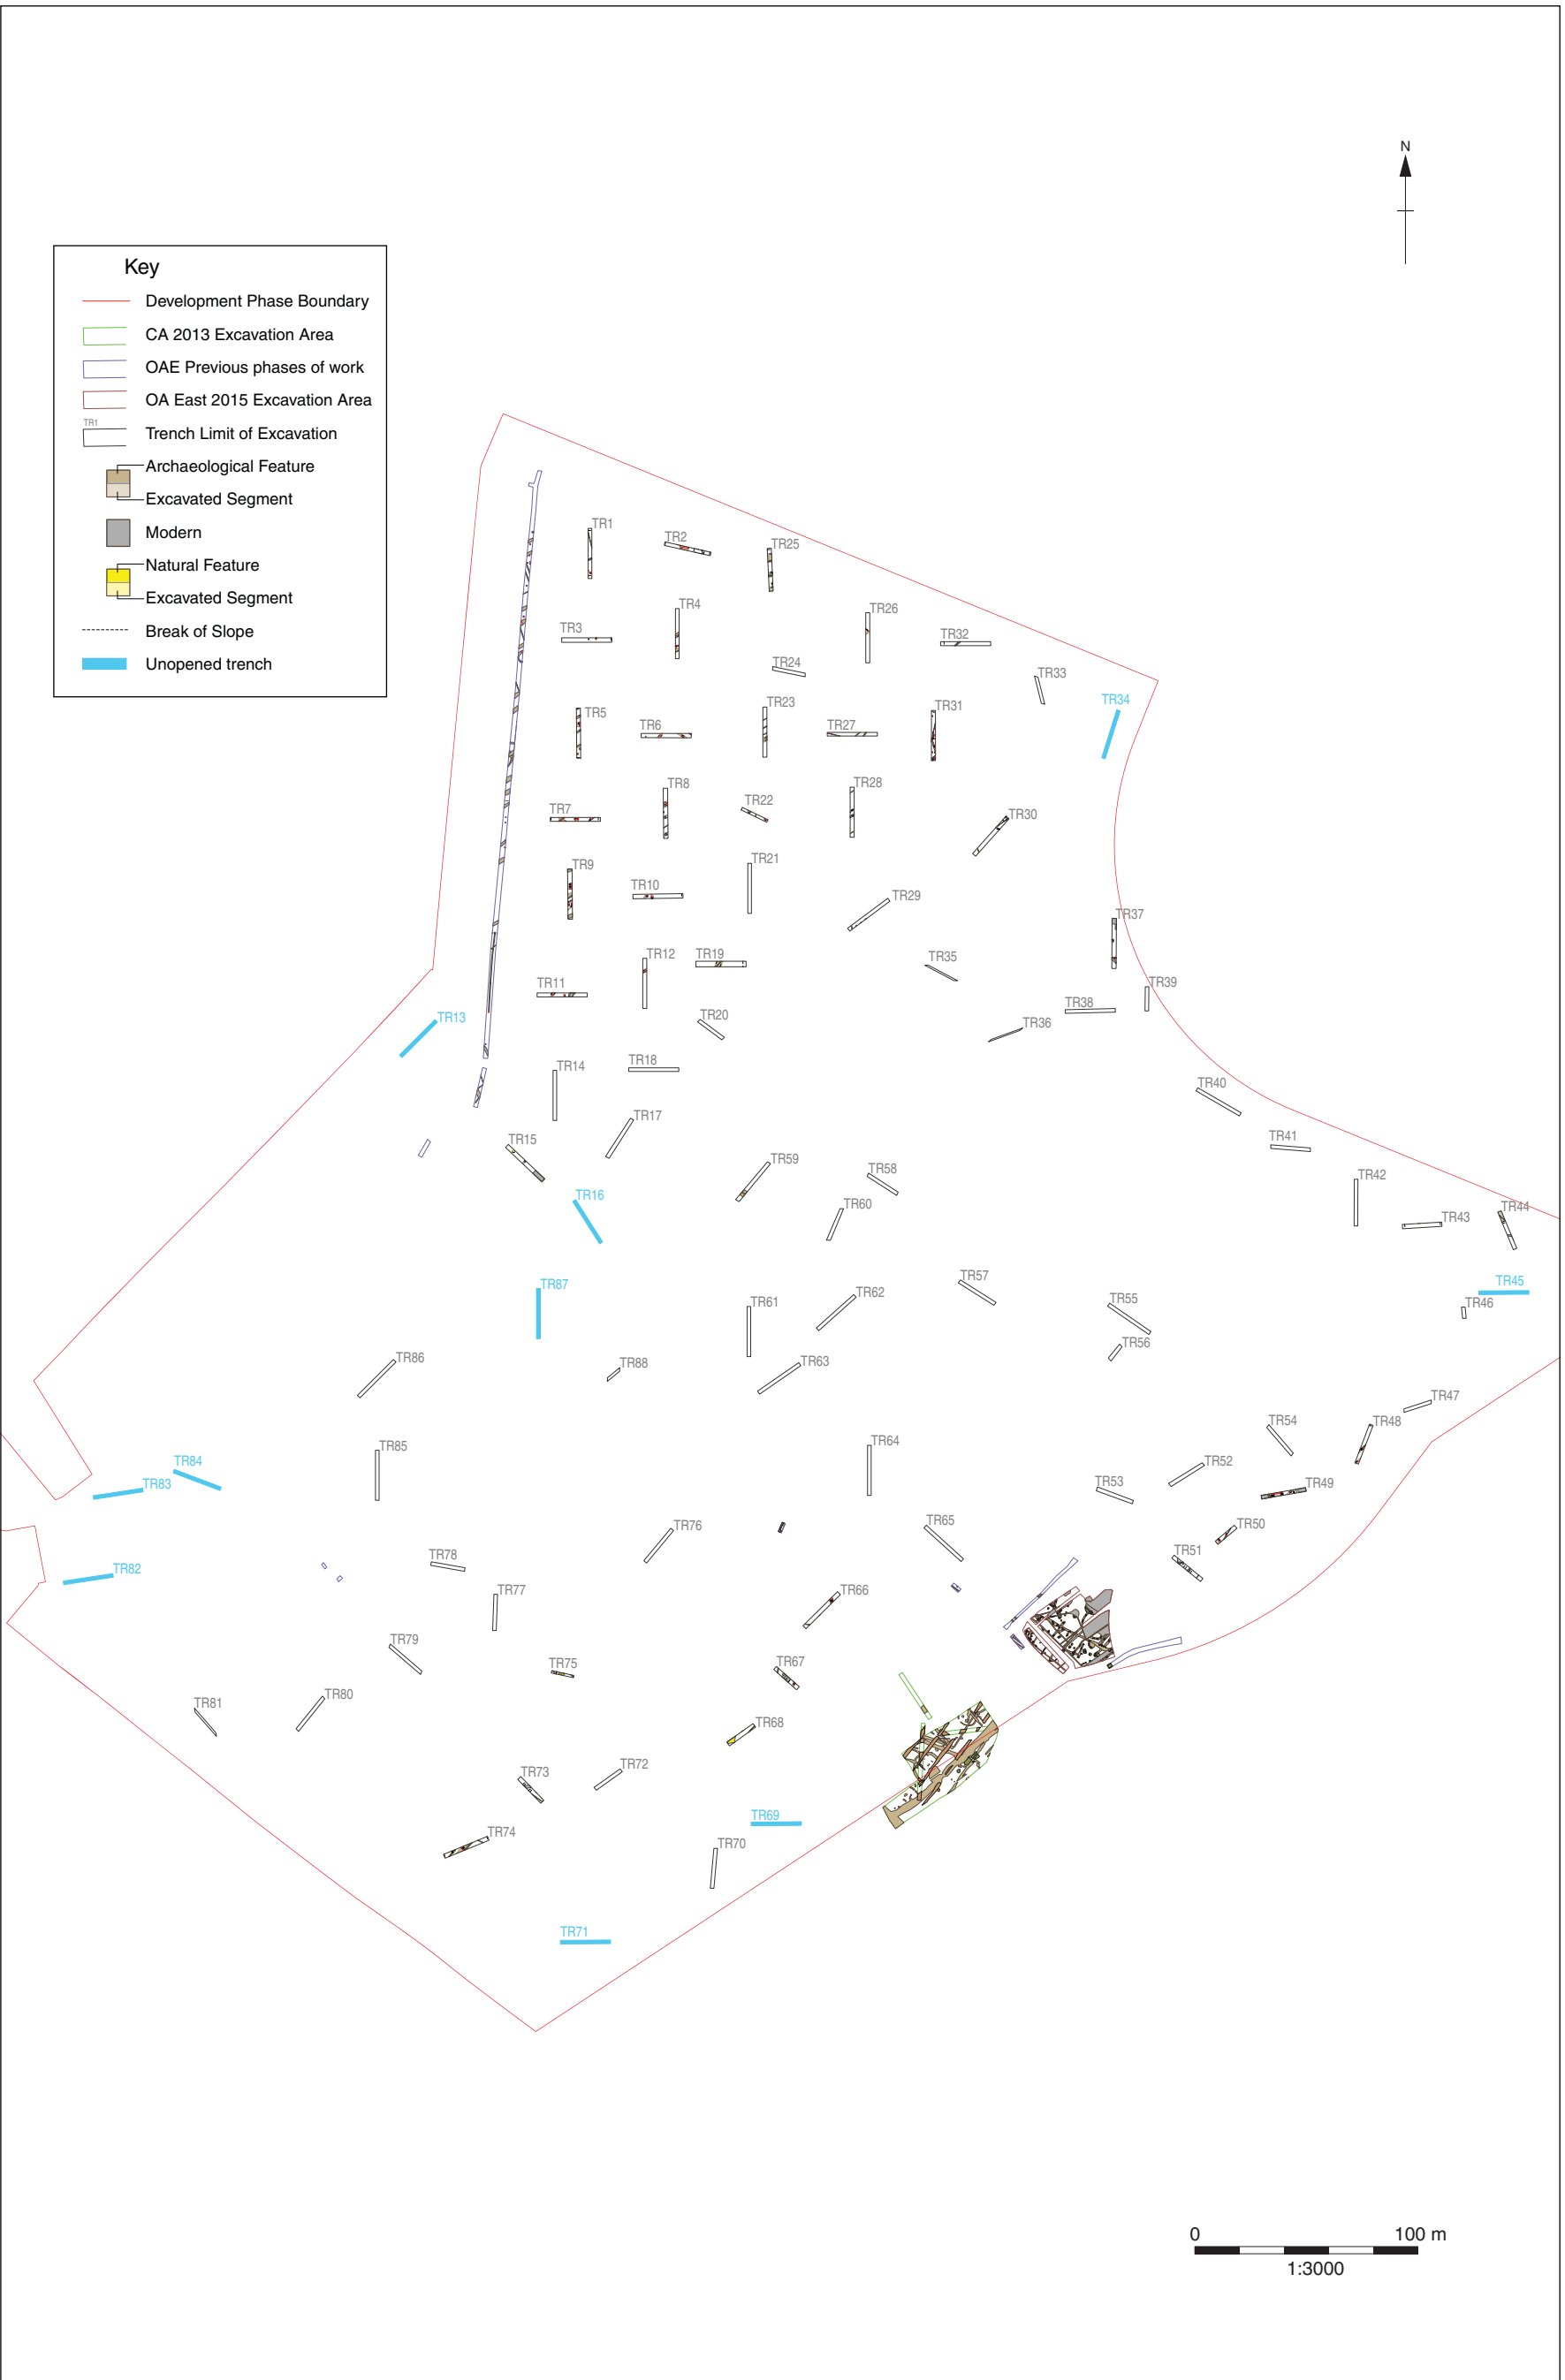 N
Key
Development Phase Boundary
CA 2013 Excavation Area
OAE Previous phases of work
OA East 2015 Excavation Area
TR1
Trench Limit of Excavation
Archaeological Feature
Excavated Segment
Modern
Natural Feature
Excavated Segment
Break of Slope
Unopened trench
TR1
TR2
TR25
TR4
TR26
TR3
TR32
TR24
TR33
TR34
TR5
TR23
TR31
TR6
TR27
TR8
TR28
TR22
TR7
TR30
TR21
TR9
TR10
TR29
TR37
TR12
TR19
TR35
TR11
TR39
TR38
TR13
TR20
TR36
TR18
TR14
TR40
TR17
TR15
TR41
TR59
TR58
TR42
TR16
TR60
TR44
TR43
TR57
TR45
TR87
TR62
TR61
TR55
TR46
TR56
TR86
TR88
TR63
TR47
TR54
TR48
TR64
TR85
TR84
TR52
TR83
TR53
TR49
TR65
TR76
TR50
TR51
TR78
TR82
TR77
TR66
TR79
TR75
TR67
TR80
TR81
TR68
TR72
TR73
TR69
TR74
TR70
TR71
0 100 m
1:3000